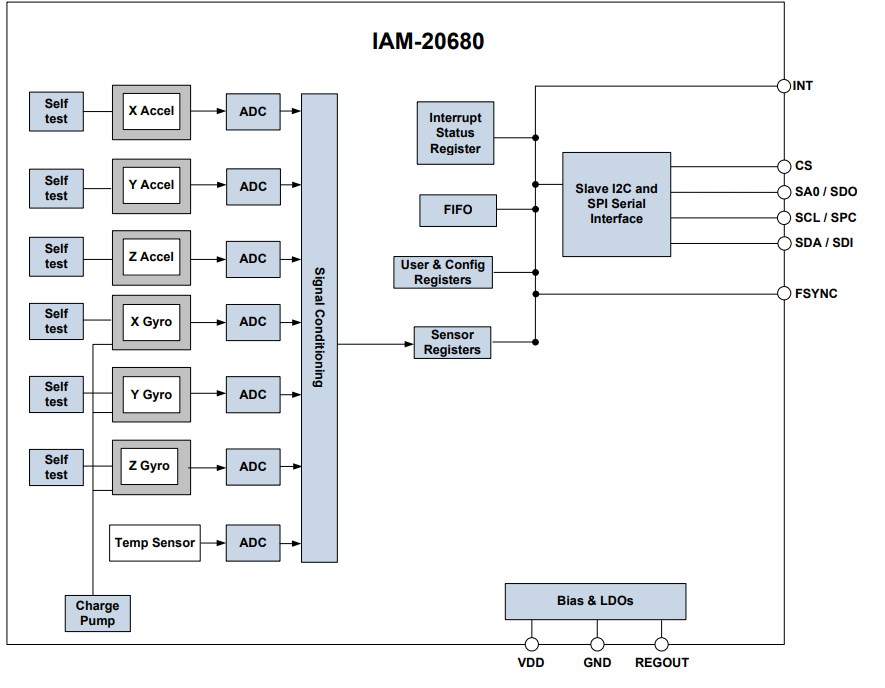 IAM-20680
Self
test
X Accel
ADC
Self
test
Y Accel
ADC
Self
test
Z Accel
ADC
Self
test
X Gyro
ADC
Self
test
Y Gyro
ADC
Self
test
Z Gyro
ADC
Temp Sensor
ADC
Charge
Pump
Signal Conditioning
Interrupt
Status
Register
FIFO
User & Config
Registers
Sensor
Registers
Slave I2C and
SPI Serial
Interface
INT
CS
SA0 / SDO
SCL / SPC
SDA / SDI
FSYNC
Bias & LDOs
VDD
GND
REGOUT